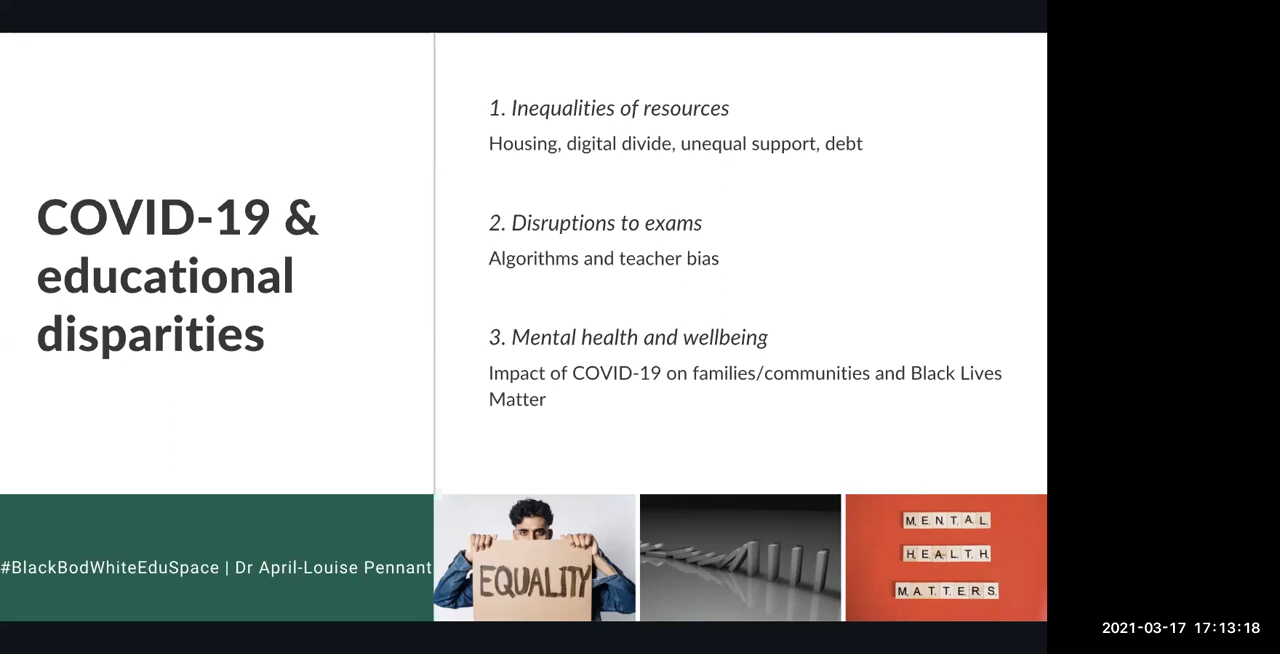 COVID-19 &
educational
disparities
1. Inequalities of resources
Housing, digital divide, unequal support, debt
2. Disruptions to exams
Algorithms and teacher bias
3. Mental health and wellbeing
Impact of COVID-19 on families/communities and Black Lives
Matter
#BlackBodWhiteEduSpace | Dr April-Louise Pennant
EQUALITY
MENTAL
HEALTH
MATTERS
2021-03-17 17:13:18